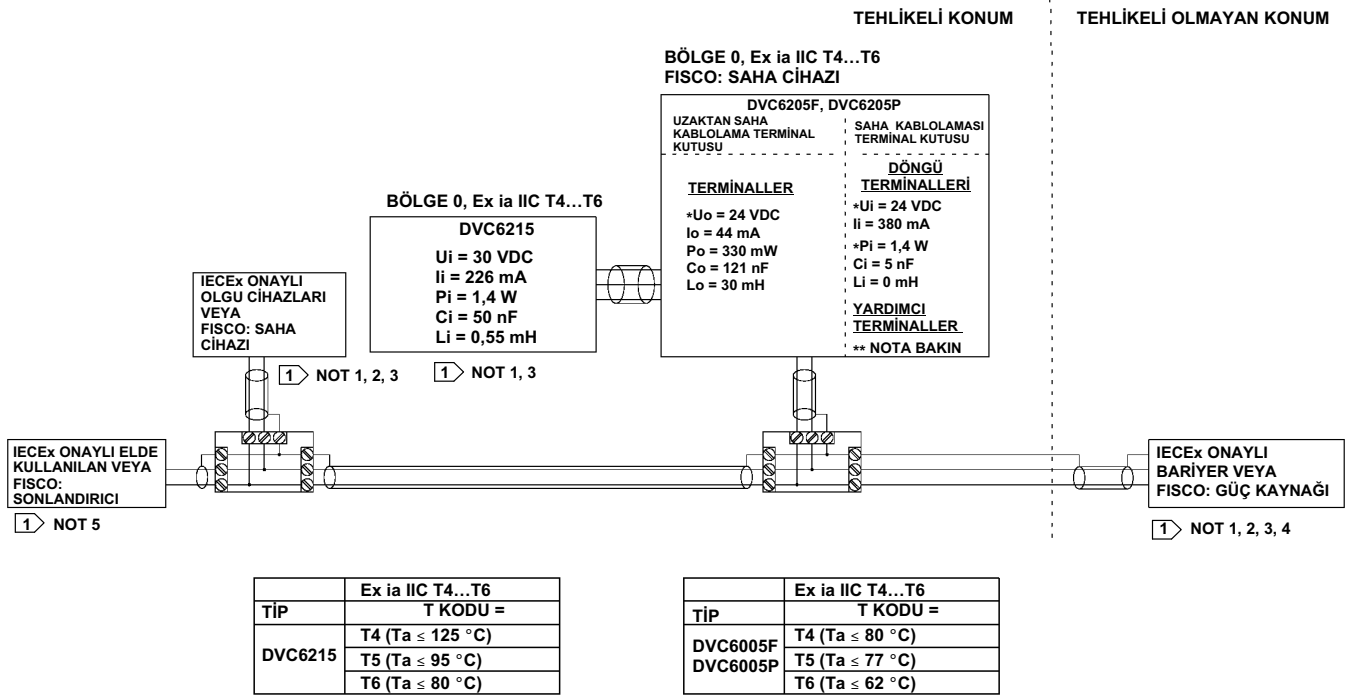 TEHLİKELİ KONUM
TEHLİKELİ OLMAYAN KONUM
BÖLGE 0, Ex ia IIC T4...T6
FISCO: SAHA CİHAZI
DVC6205F, DVC6205P
UZAKTAN SAHA
KABLOLAMA TERMİNAL
KUTUSU
SAHA KABLOLAMASI
TERMİNAL KUTUSU
TERMİNALLER
*Uo = 24 VDC
Io = 44 mA
Po = 330 mW
Co = 121 nF
Lo = 30 mH
DÖNGÜ
TERMİNALLERİ
*Ui = 24 VDC
Ii = 380 mA
*Pi = 1,4 W
Ci = 5 nF
Li = 0 mH
YARDIMCI
TERMİNALLER
** NOTA BAKIN
BÖLGE 0, Ex ia IIC T4...T6
DVC6215
Ui = 30 VDC
Ii = 226 mA
Pi = 1,4 W
Ci = 50 nF
Li = 0,55 mH
1 NOT 1, 3
IECEx ONAYLI
OLGU CİHAZLARI
VEYA
FISCO: SAHA
CİHAZI
1 NOT 1, 2, 3
IECEx ONAYLI ELDE
KULLANILAN VEYA
FISCO:
SONLANDIRICI
1 NOT 5
IECEx ONAYLI
BARİYER VEYA
FISCO: GÜÇ KAYNAĞI
1 NOT 1, 2, 3, 4
Ex ia IIC T4...T6
TİP T KODU =
DVC6215
T4 (Ta ≤ 125 °C)
T5 (Ta ≤ 95 °C)
T6 (Ta ≤ 80 °C)
Ex ia IIC T4...T6
TİP T KODU =
DVC6005F
DVC6005P
T4 (Ta ≤ 80 °C)
T5 (Ta ≤ 77 °C)
T6 (Ta ≤ 62 °C)